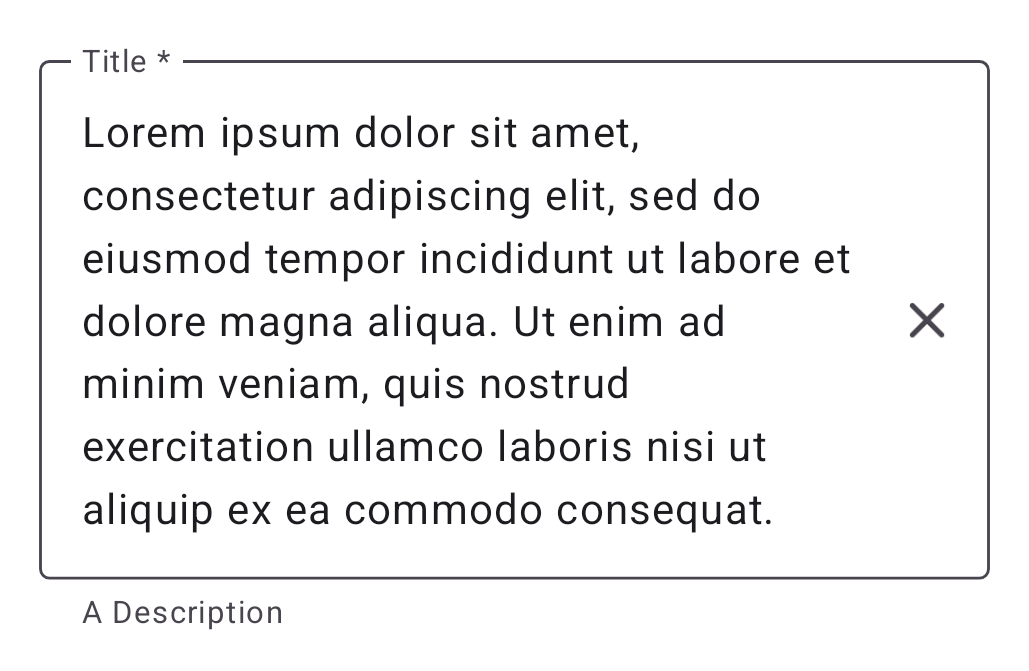 Title *
Lorem ipsum dolor sit amet,
consectetur adipiscing elit, sed do
eiusmod tempor incididunt ut labore et
dolore magna aliqua. Ut enim ad
minim veniam, quis nostrud
exercitation ullamco laboris nisi ut
aliquip ex ea commodo consequat.
A Description